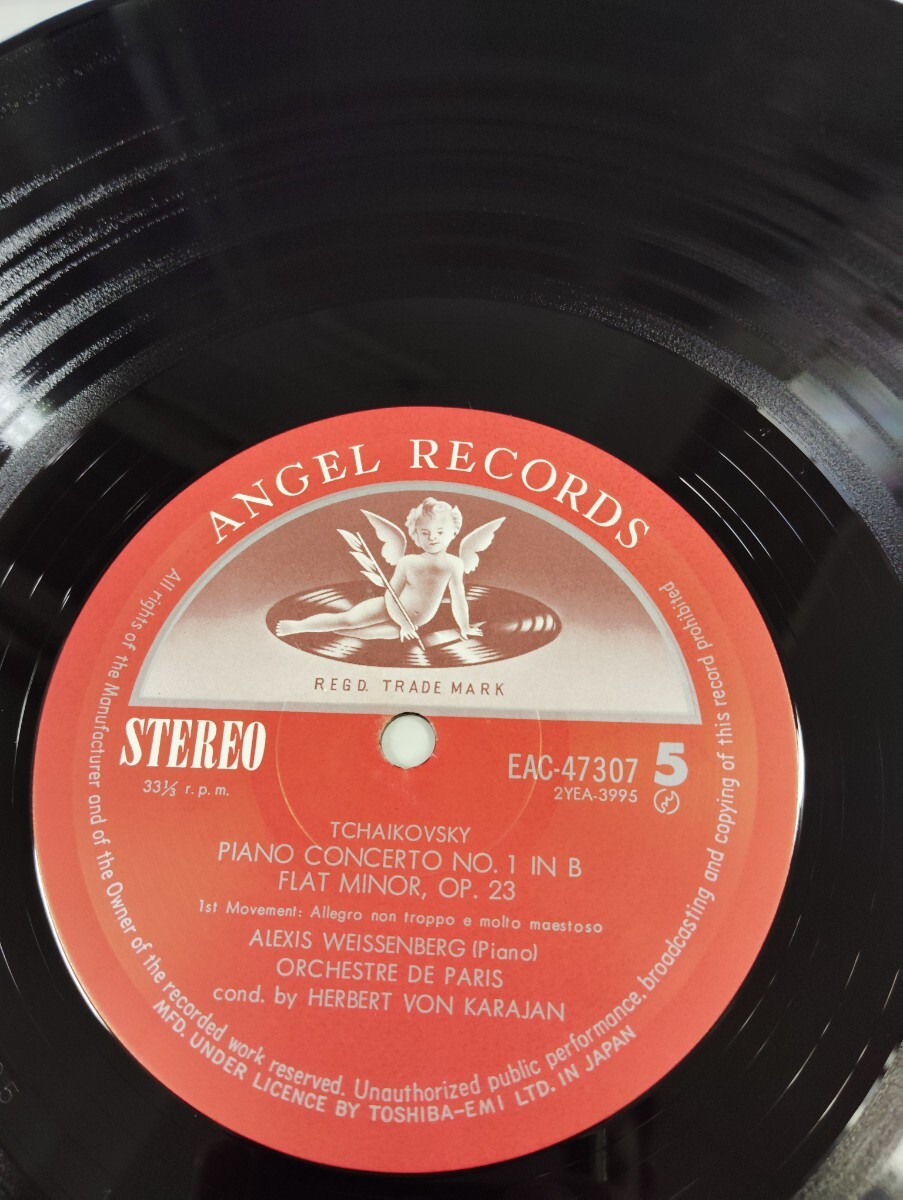 ANGEL RECORDS
REGD. TRADE MARK
STEREO
33⅓ r.p.m.
EAC-47307 5
2YEA-3995
TCHAIKOVSKY
PIANO CONCERTO NO. 1 IN B
FLAT MINOR, OP. 23
1st Movement: Allegro non troppo e molto maestoso
ALEXIS WEISSENBERG (Piano)
ORCHESTRE DE PARIS
cond. by HERBERT VON KARAJAN
All rights of the Manufacturer and of the Owner of the recorded work reserved. Unauthorized public performance, broadcasting and copying of this record prohibited
MFD. UNDER LICENCE BY TOSHIBA-EMI LTD. IN JAPAN